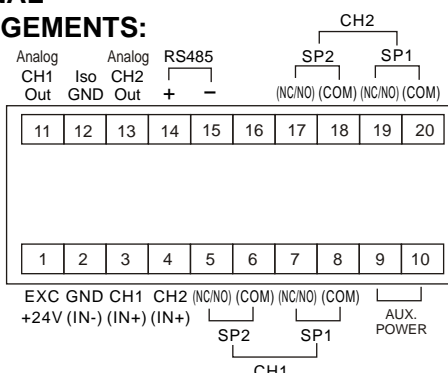 GEMENTS:
CH2
Analog Analog RS485 SP2 SP1
CH1 Iso CH2
Out GND Out + – (NC/NO) (COM) (NC/NO) (COM)
11 12 13 14 15 16 17 18 19 20
1 2 3 4 5 6 7 8 9 10
EXC GND CH1 CH2 (NC/NO) (COM) (NC/NO) (COM)
+24V (IN-) (IN+) (IN+) AUX.
SP2 SP1 POWER
CH1